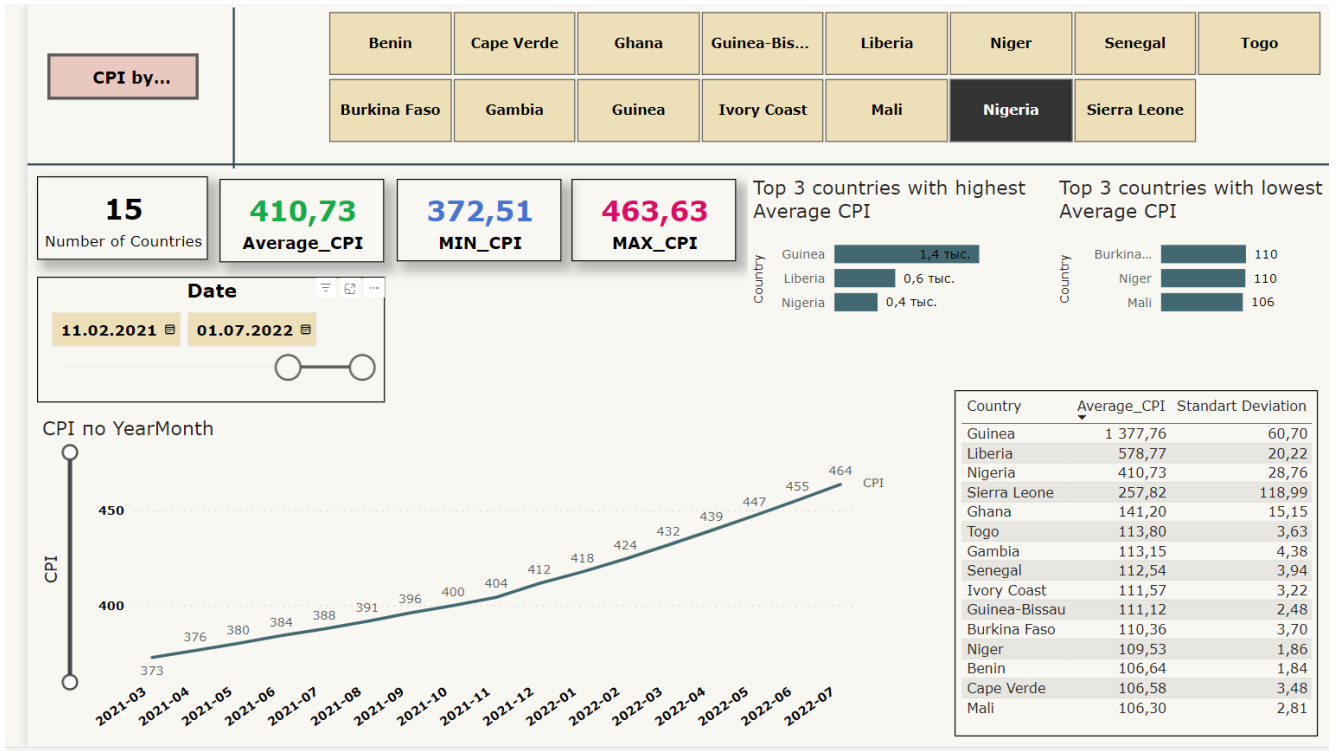 CPI by...
Benin
Cape Verde
Ghana
Guinea-Bis...
Liberia
Niger
Senegal
Togo
Burkina Faso
Gambia
Guinea
Ivory Coast
Mali
Nigeria
Sierra Leone
15
Number of Countries
410,73
Average_CPI
372,51
MIN_CPI
463,63
MAX_CPI
Top 3 countries with highest
Average CPI
Country
Guinea 1,4 тыс.
Liberia 0,6 тыс.
Nigeria 0,4 тыс.
Top 3 countries with lowest
Average CPI
Country
Burkina... 110
Niger 110
Mali 106
Date
11.02.2021 01.07.2022
CPI по YearMonth
CPI
450
400
373
376
380
384
388
391
396
400
404
412
418
424
432
439
447
455
464
CPI
2021-03
2021-04
2021-05
2021-06
2021-07
2021-08
2021-09
2021-10
2021-11
2021-12
2022-01
2022-02
2022-03
2022-04
2022-05
2022-06
2022-07
Country Average_CPI Standart Deviation
Guinea 1 377,76 60,70
Liberia 578,77 20,22
Nigeria 410,73 28,76
Sierra Leone 257,82 118,99
Ghana 141,20 15,15
Togo 113,80 3,63
Gambia 113,15 4,38
Senegal 112,54 3,94
Ivory Coast 111,57 3,22
Guinea-Bissau 111,12 2,48
Burkina Faso 110,36 3,70
Niger 109,53 1,86
Benin 106,64 1,84
Cape Verde 106,58 3,48
Mali 106,30 2,81